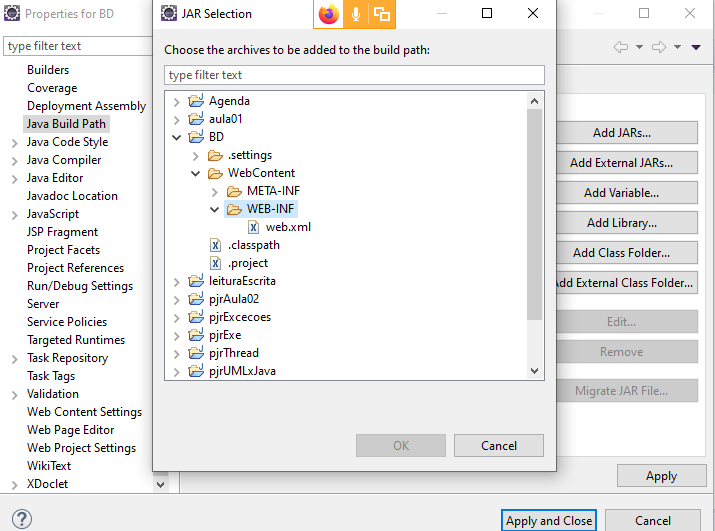 Properties for BD
type filter text
Builders
Coverage
Deployment Assembly
Java Build Path
Java Code Style
Java Compiler
Java Editor
Javadoc Location
JavaScript
JSP Fragment
Project Facets
Project References
Run/Debug Settings
Server
Service Policies
Targeted Runtimes
Task Repository
Task Tags
Validation
Web Content Settings
Web Page Editor
Web Project Settings
WikiText
XDoclet
JAR Selection
Choose the archives to be added to the build path:
type filter text
Agenda
aula01
BD
.settings
WebContent
META-INF
WEB-INF
web.xml
.classpath
.project
leituraEscrita
pjrAula02
pjrExcecoes
pjrExe
pjrThread
pjrUMLxJava
OK
Cancel
Add JARs...
Add External JARs...
Add Variable...
Add Library...
Add Class Folder...
Add External Class Folder...
Edit...
Remove
Migrate JAR File...
Apply
Apply and Close
Cancel